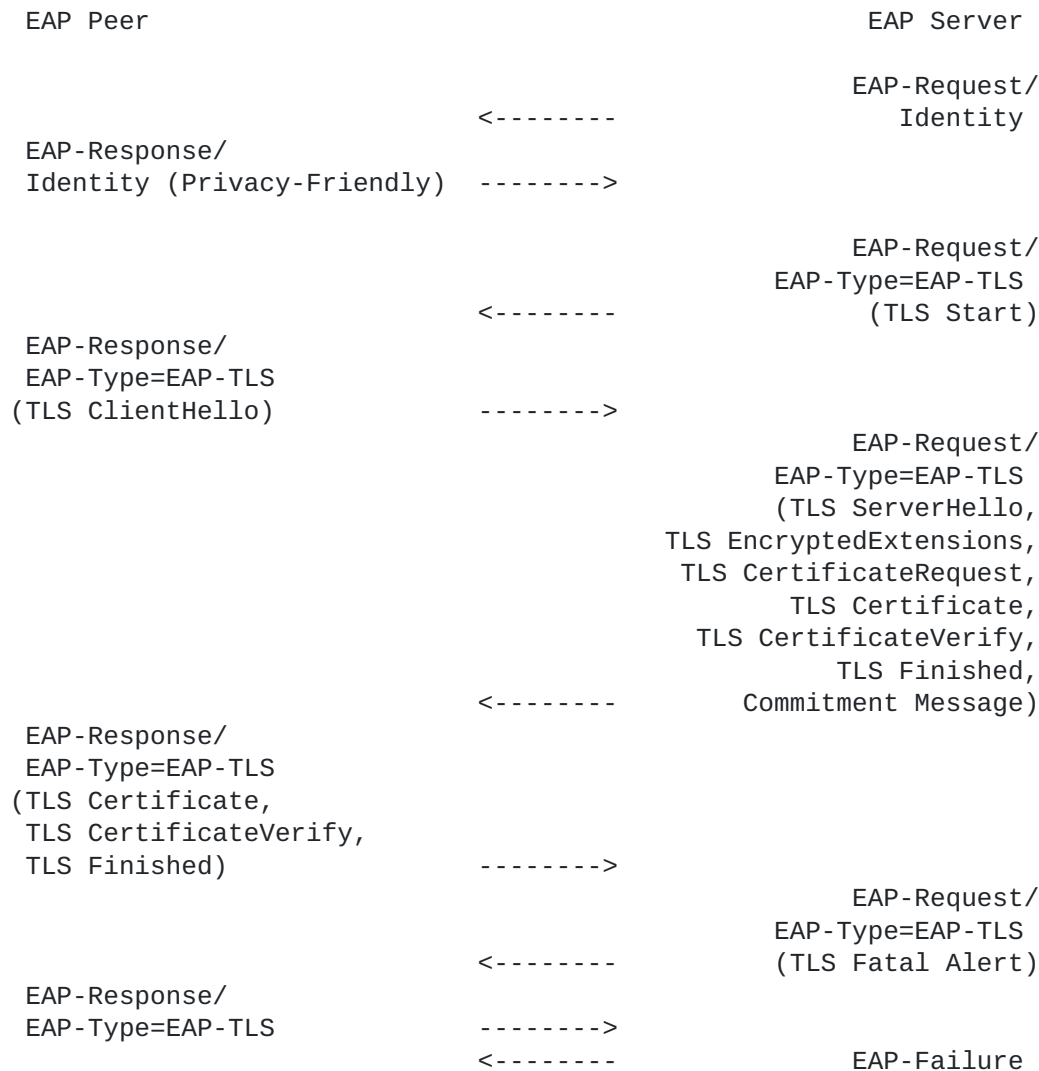 EAP Peer                                              EAP Server

                                                     EAP-Request/
                              <--------                 Identity
 EAP-Response/
 Identity (Privacy-Friendly)  -------->

                                                     EAP-Request/
                                                EAP-Type=EAP-TLS
                              <--------               (TLS Start)
 EAP-Response/
 EAP-Type=EAP-TLS
(TLS ClientHello)             -------->
                                                     EAP-Request/
                                                EAP-Type=EAP-TLS
                                                (TLS ServerHello,
                                         TLS EncryptedExtensions,
                                          TLS CertificateRequest,
                                                 TLS Certificate,
                                           TLS CertificateVerify,
                                                    TLS Finished,
                              <--------       Commitment Message)
 EAP-Response/
 EAP-Type=EAP-TLS
(TLS Certificate,
 TLS CertificateVerify,
 TLS Finished)                -------->
                                                     EAP-Request/
                                                EAP-Type=EAP-TLS
                              <--------         (TLS Fatal Alert)
 EAP-Response/
 EAP-Type=EAP-TLS             -------->
                              <--------              EAP-Failure